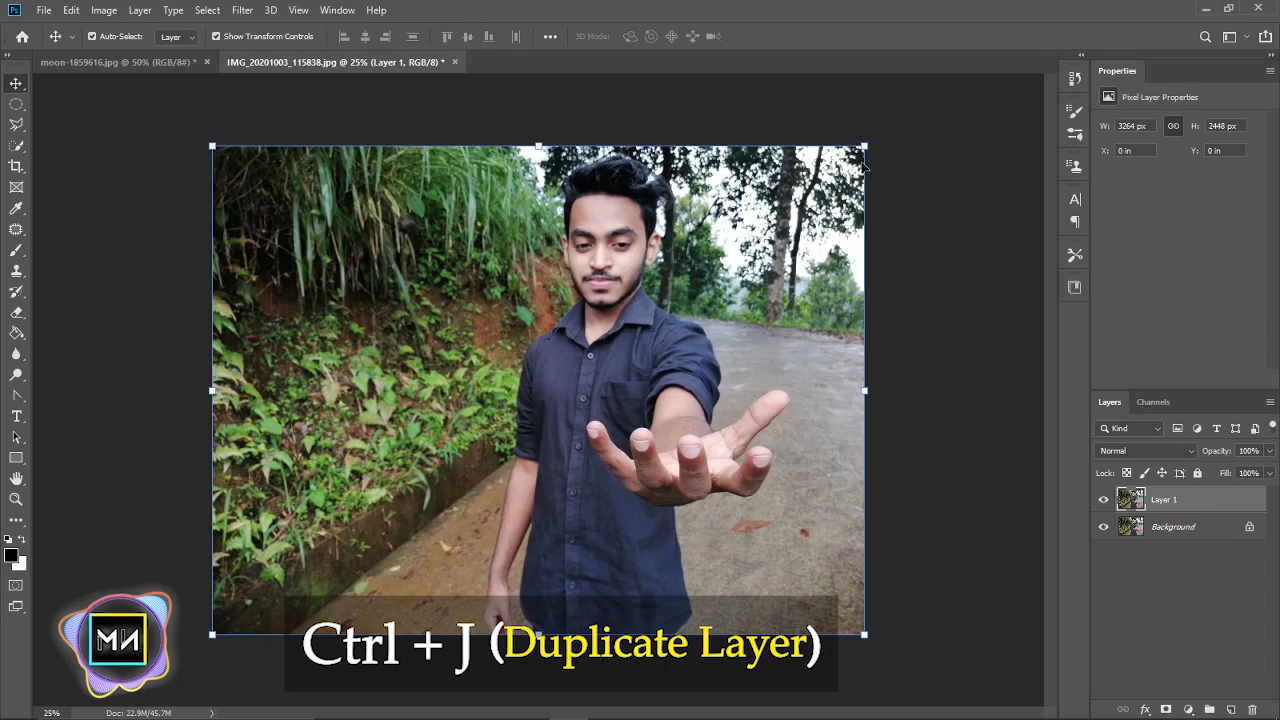 Ps File Edit Image Layer Type Select Filter 3D View Window Help
Auto-Select: Layer Show Transform Controls 3D Mode:
moon-1859616.jpg @ 50% (RGB/8#) * × IMG_20201003_115838.jpg @ 25% (Layer 1, RGB/8) * ×
Properties
Pixel Layer Properties
W: 3264 px H: 2448 px
X: 0 in Y: 0 in
Layers Channels
Kind
Normal Opacity: 100%
Lock: Fill: 100%
Layer 1
Background
Ctrl + J (Duplicate Layer)
25% Doc: 22.9M/45.7M